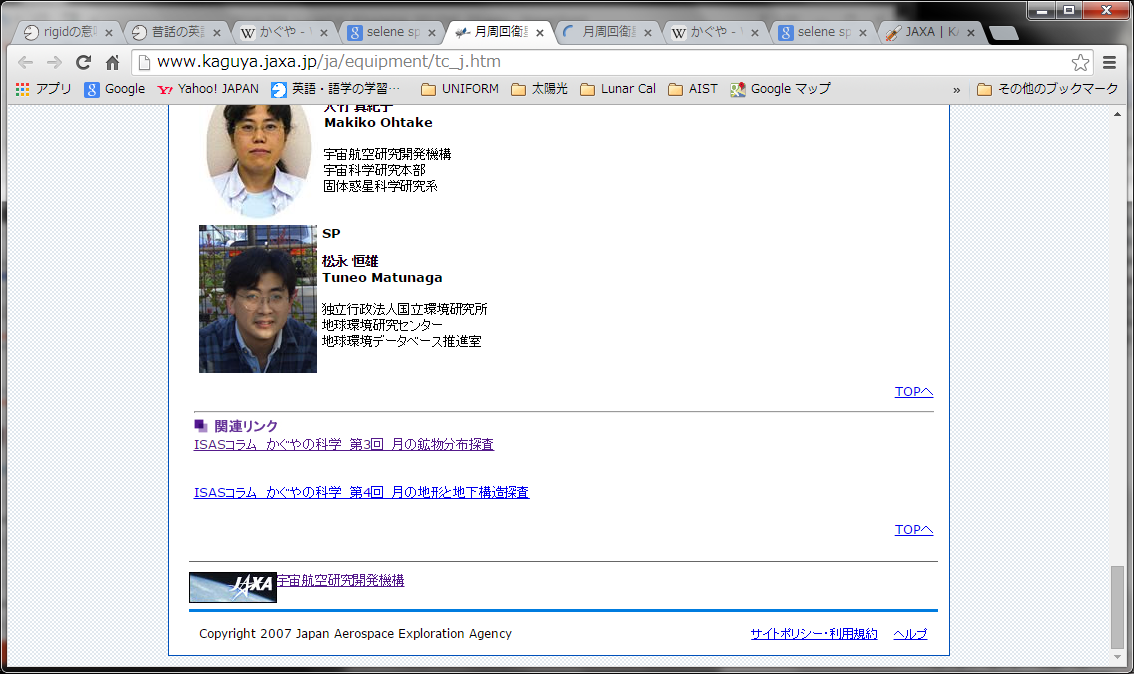 rigidの意
昔話の英
かぐや -
selene sp
月周回衛
月周回衛
かぐや -
selene sp
JAXA | K
www.kaguya.jaxa.jp/ja/equipment/tc_j.htm
アプリ Google Yahoo! JAPAN 英語・語学の学習… UNIFORM 太陽光 Lunar Cal AIST Google マップ » その他のブックマーク
大竹 真紀子
Makiko Ohtake
宇宙航空研究開発機構
宇宙科学研究本部
固体惑星科学研究系
SP
松永 恒雄
Tuneo Matunaga
独立行政法人国立環境研究所
地球環境研究センター
地球環境データベース推進室
TOPへ
関連リンク
ISASコラム かぐやの科学 第3回 月の鉱物分布探査
ISASコラム かぐやの科学 第4回 月の地形と地下構造探査
TOPへ
JAXA 宇宙航空研究開発機構
Copyright 2007 Japan Aerospace Exploration Agency
サイトポリシー・利用規約 ヘルプ